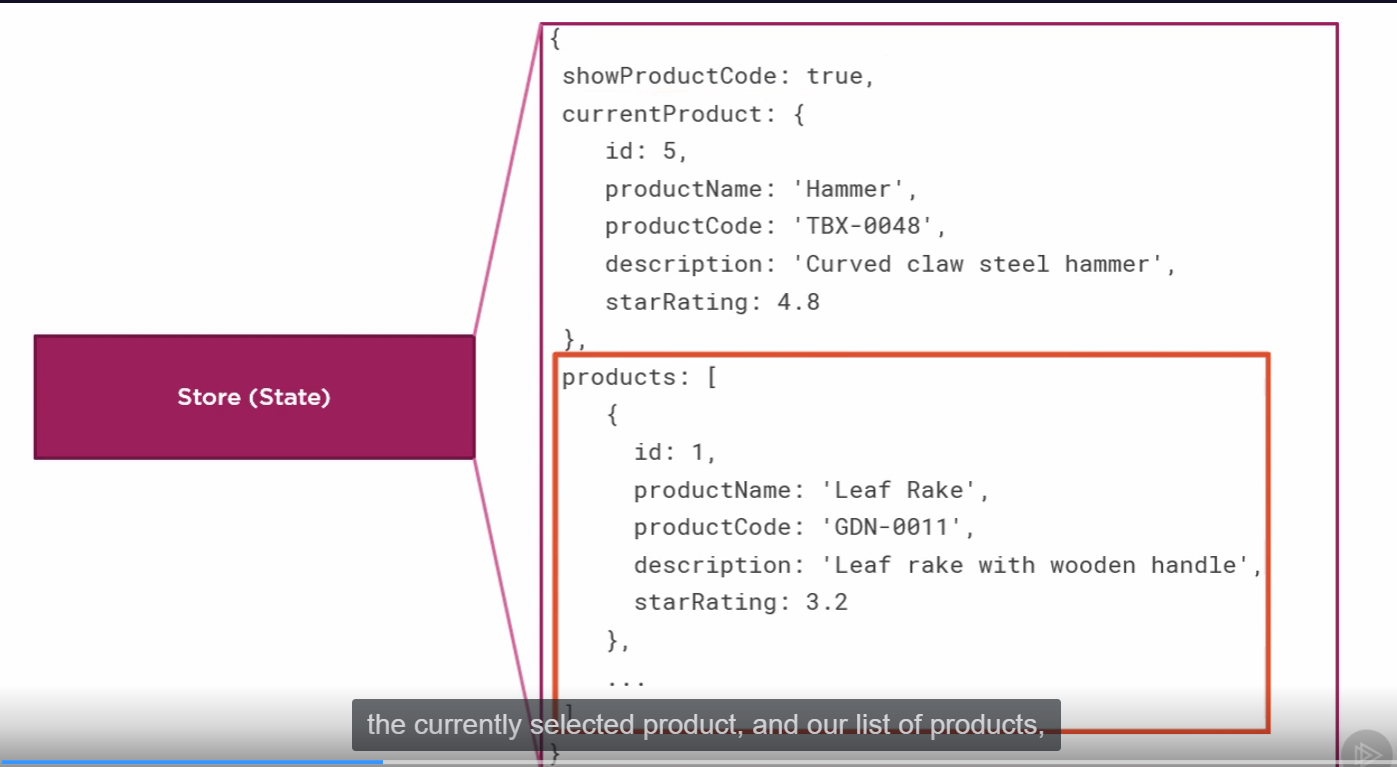 {
showProductCode: true,
currentProduct: {
id: 5,
productName: 'Hammer',
productCode: 'TBX-0048',
description: 'Curved claw steel hammer',
starRating: 4.8
},
Store (State)
products: [
{
id: 1,
productName: 'Leaf Rake',
productCode: 'GDN-0011',
description: 'Leaf rake with wooden handle',
starRating: 3.2
},
...
]
the currently selected product, and our list of products,
}